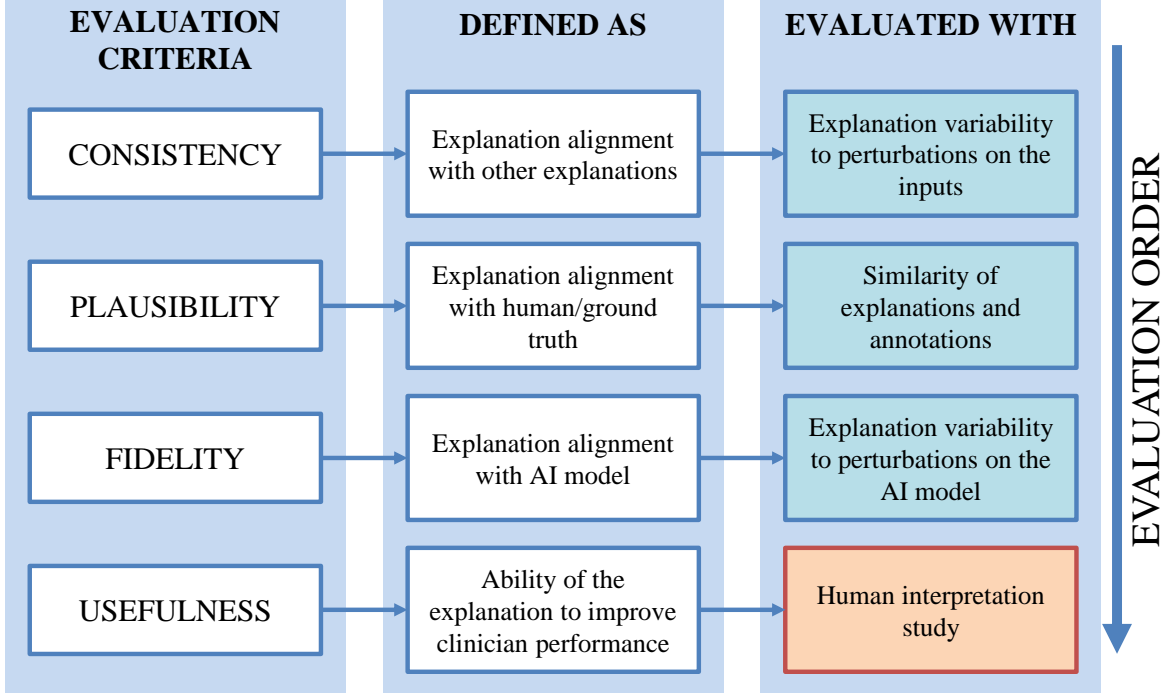 EVALUATION
CRITERIA
DEFINED AS
EVALUATED WITH
CONSISTENCY
Explanation alignment
with other explanations
Explanation variability
to perturbations on the
inputs
PLAUSIBILITY
Explanation alignment
with human/ground
truth
Similarity of
explanations and
annotations
FIDELITY
Explanation alignment
with AI model
Explanation variability
to perturbations on the
AI model
USEFULNESS
Ability of the
explanation to improve
clinician performance
Human interpretation
study
EVALUATION ORDER